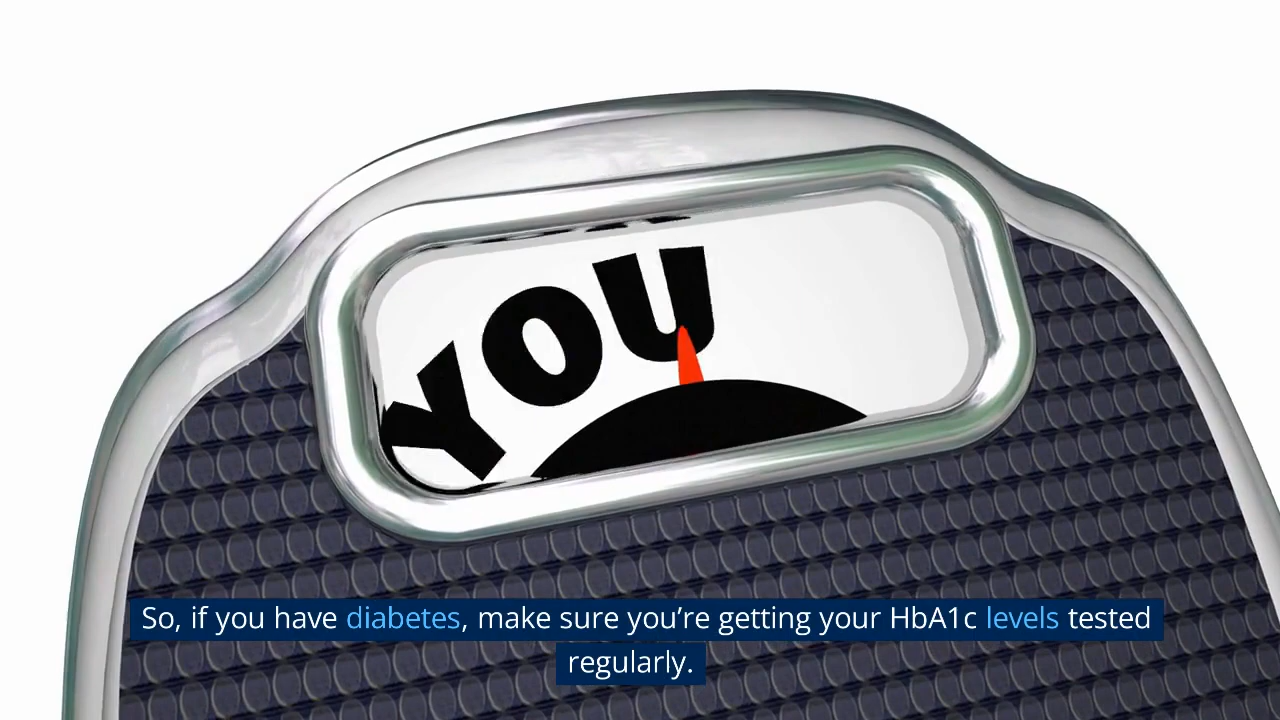 YOU
So, if you have diabetes, make sure you’re getting your HbA1c levels tested
regularly.